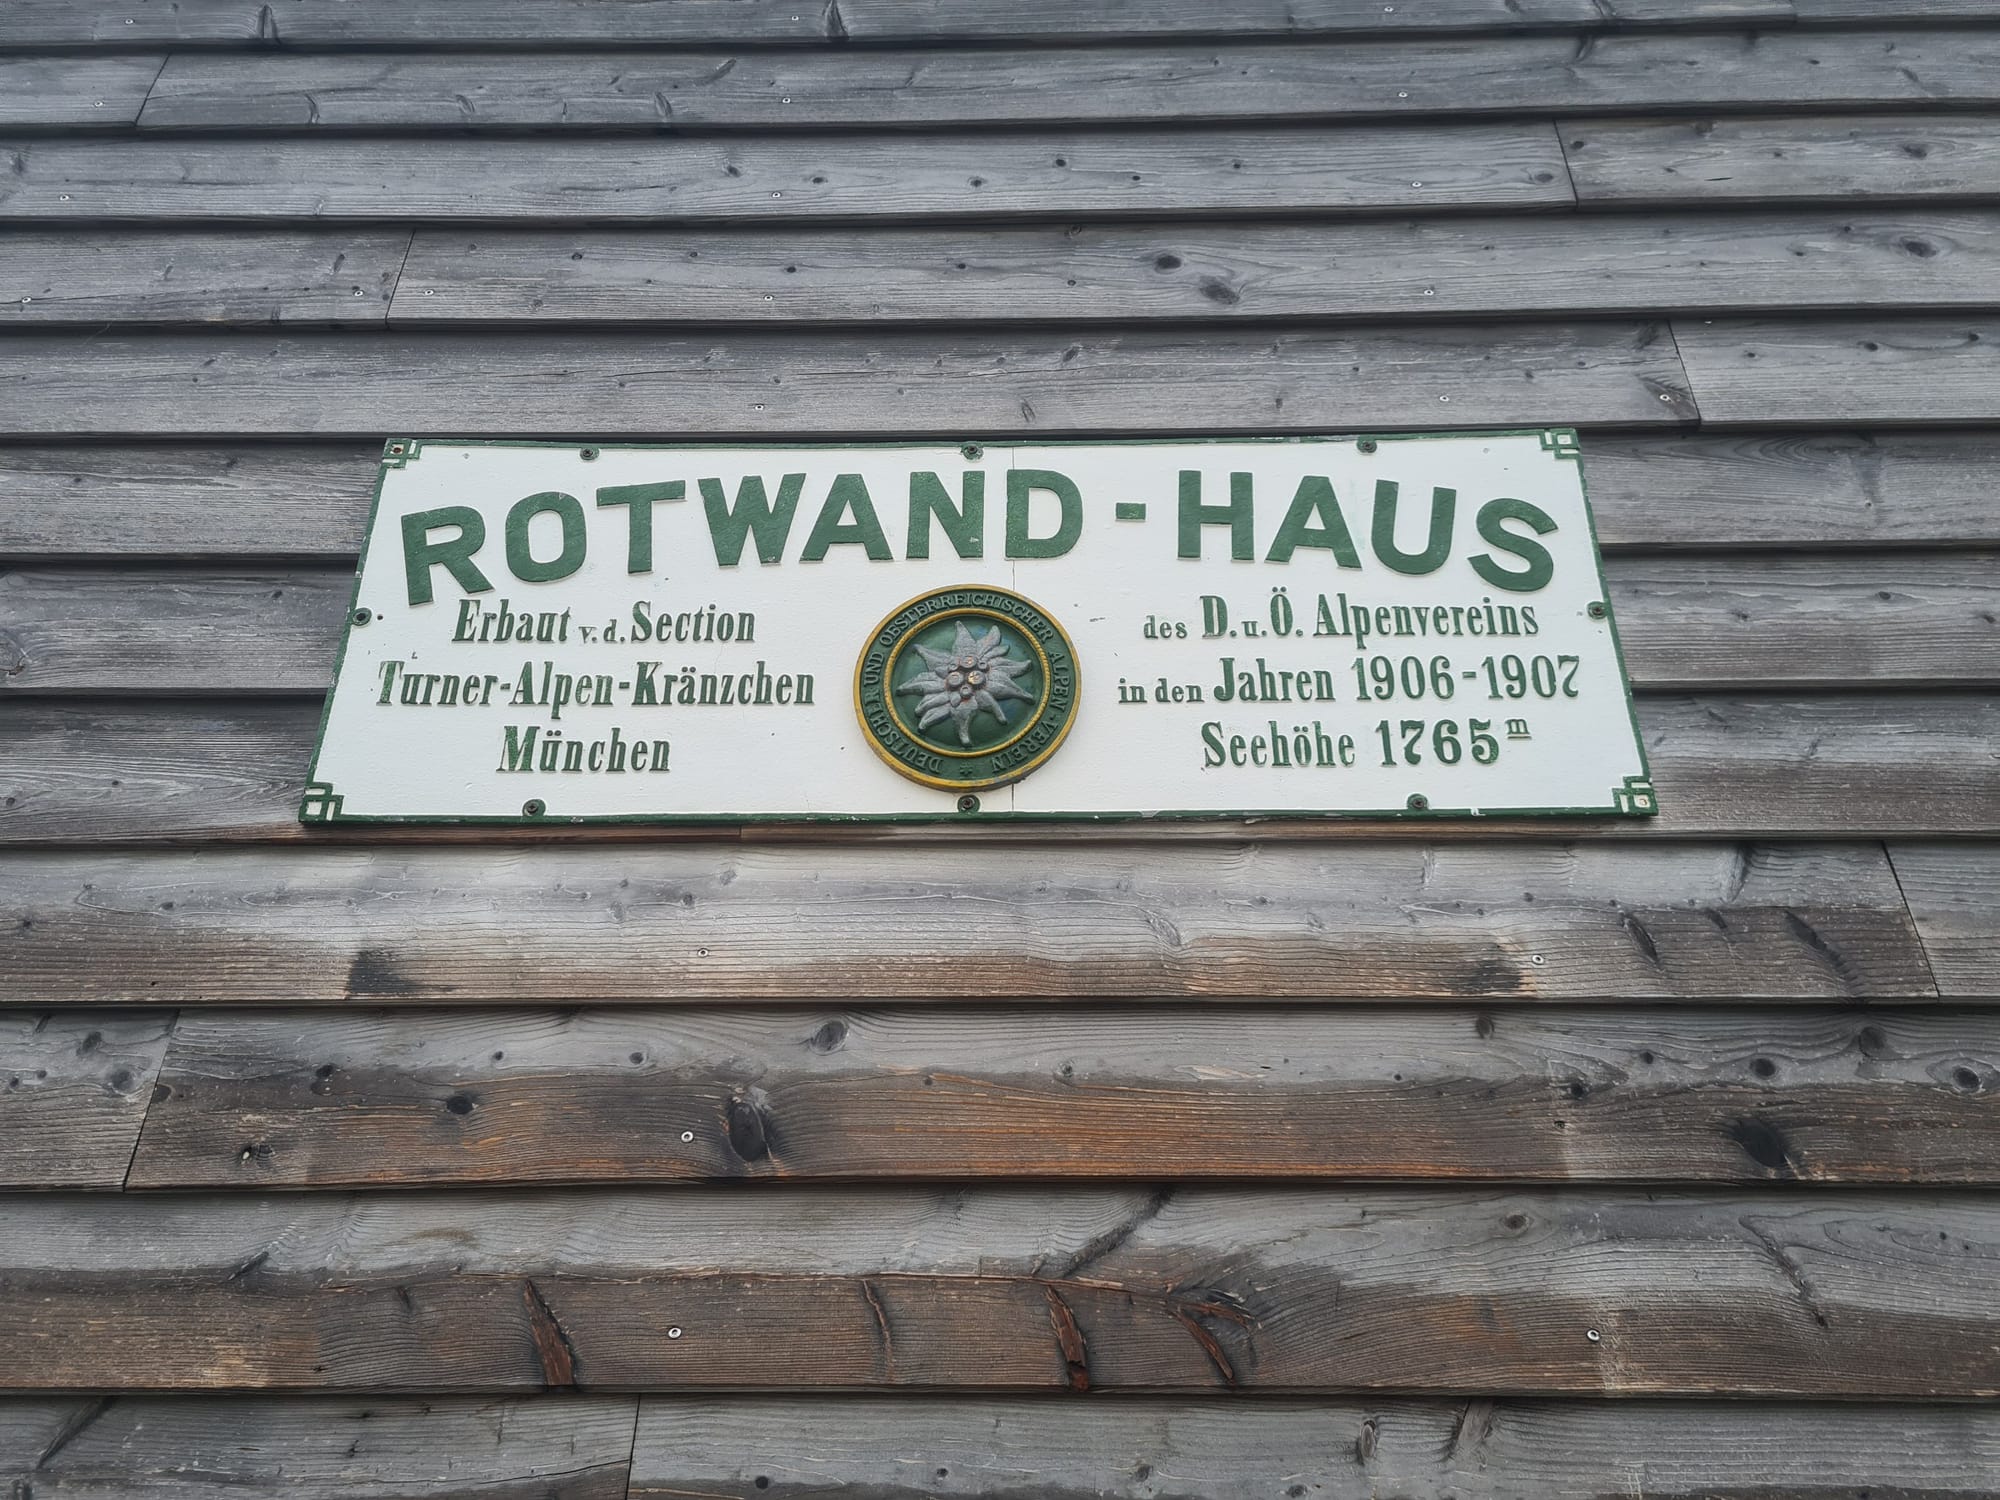 ROTWAND-HAUS
Erbaut v. d. Section
Turner-Alpen-Kränzchen
München
DEUTSCHER UND OESTERREICHISCHER ALPEN-VEREIN
des D. u. Ö. Alpenvereins
in den Jahren 1906-1907
Seehöhe 1765 m